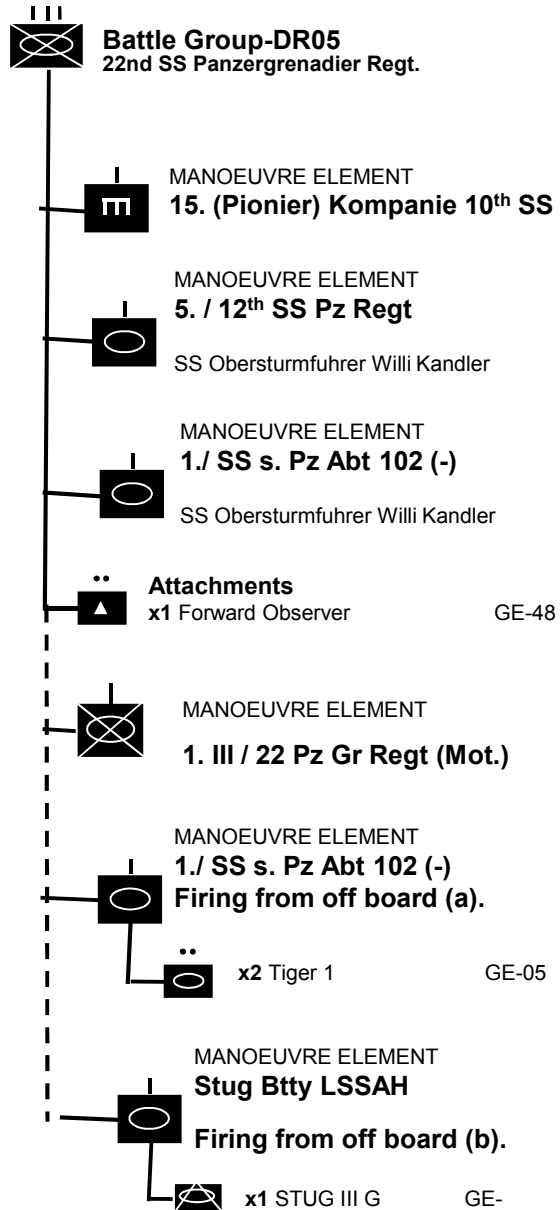 Battle Group-DR05
22nd SS Panzergrenadier Regt.
MANOEUVRE ELEMENT
15. (Pionier) Kompanie 10th SS
MANOEUVRE ELEMENT
5. / 12th SS Pz Regt
SS Obersturmfuhrer Willi Kandler
MANOEUVRE ELEMENT
1./ SS s. Pz Abt 102 (-)
SS Obersturmfuhrer Willi Kandler
Attachments
x1 Forward Observer GE-48
MANOEUVRE ELEMENT
1. III / 22 Pz Gr Regt (Mot.)
MANOEUVRE ELEMENT
1./ SS s. Pz Abt 102 (-)
Firing from off board (a).
x2 Tiger 1 GE-05
MANOEUVRE ELEMENT
Stug Btty LSSAH
Firing from off board (b).
x1 STUG III G GE-